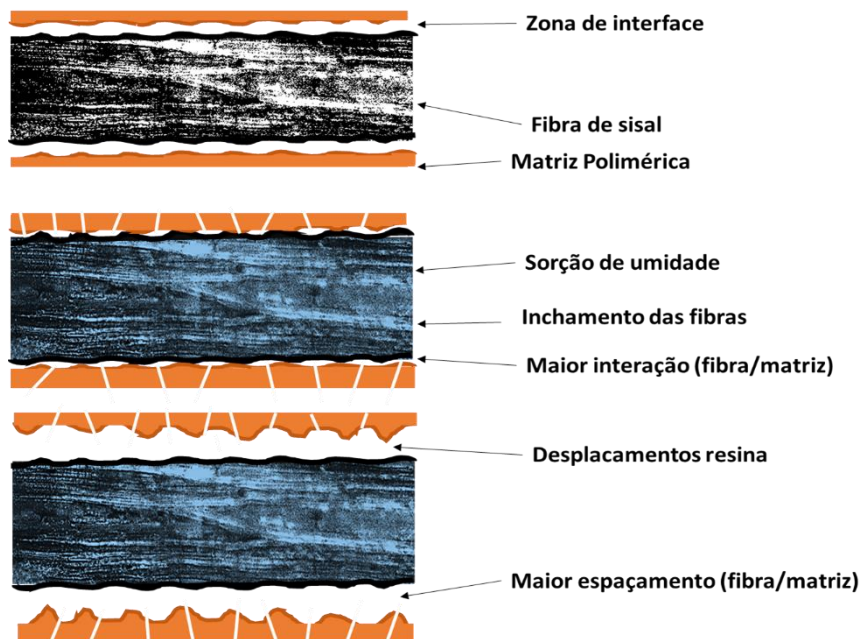 Zona de interface
Fibra de sisal
Matriz Polimérica
Sorção de umidade
Inchamento das fibras
Maior interação (fibra/matriz)
Desplacamentos resina
Maior espaçamento (fibra/matriz)